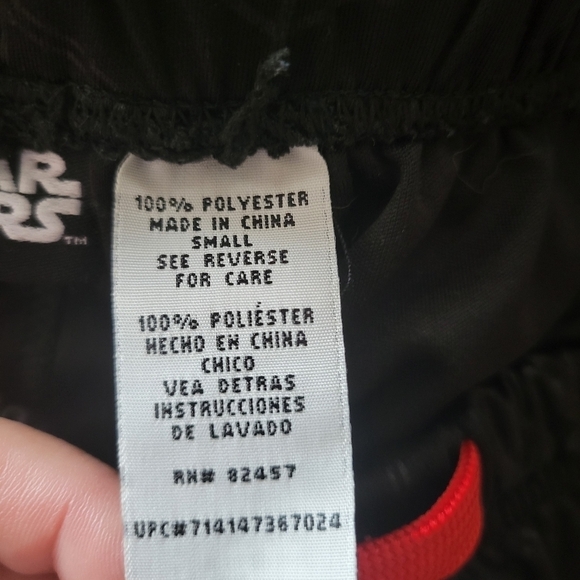 AR
RS
TM
100% POLYESTER
MADE IN CHINA
SMALL
SEE REVERSE
FOR CARE
100% POLIÉSTER
HECHO EN CHINA
CHICO
VEA DETRAS
INSTRUCCIONES
DE LAVADO
RN# 82457
UPC#714147367024